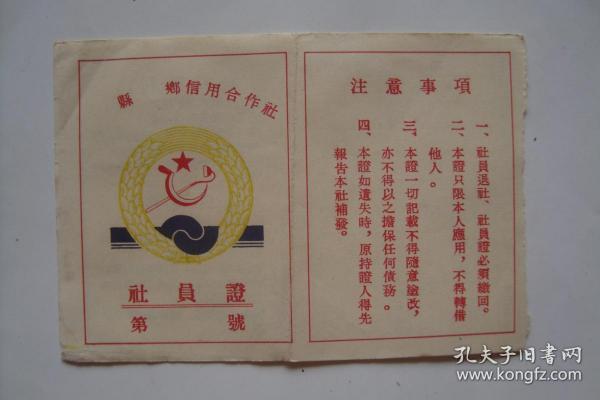 縣 鄉信用合作社
社員證
第 號
注意事項
一、社員退社、社員證必須繳回。
二、本證只限本人應用，不得轉借
他人。
三、本證一切記載不得隨意塗改，
亦不得以之擔保任何債務。
四、本證如遺失時，原持證人得先
報告本社補發。
孔夫子旧书网
www.kongfz.com